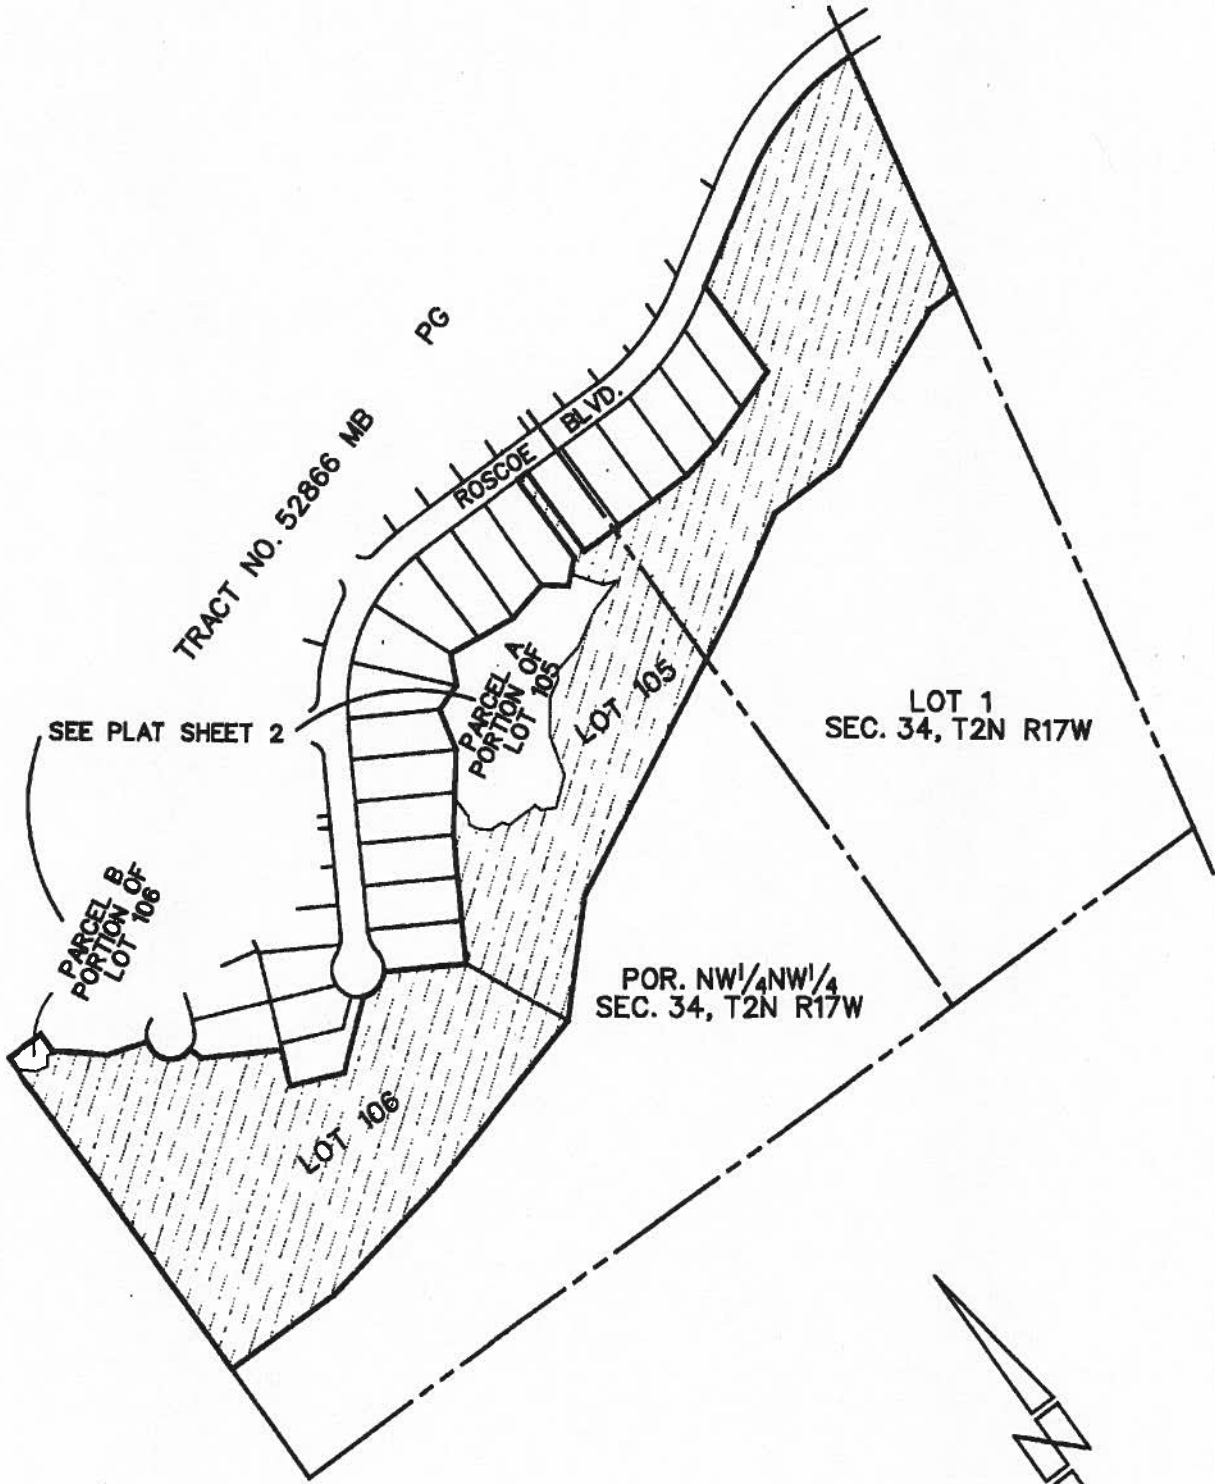 PG
TRACT NO. 52866 MB
ROSCOE BLVD.
PARCEL A
PORTION OF
LOT 105
LOT 105
LOT 1
SEC. 34, T2N R17W
SEE PLAT SHEET 2
PARCEL B
PORTION OF
LOT 106
POR. NW1/4NW1/4
SEC. 34, T2N R17W
LOT 106
N